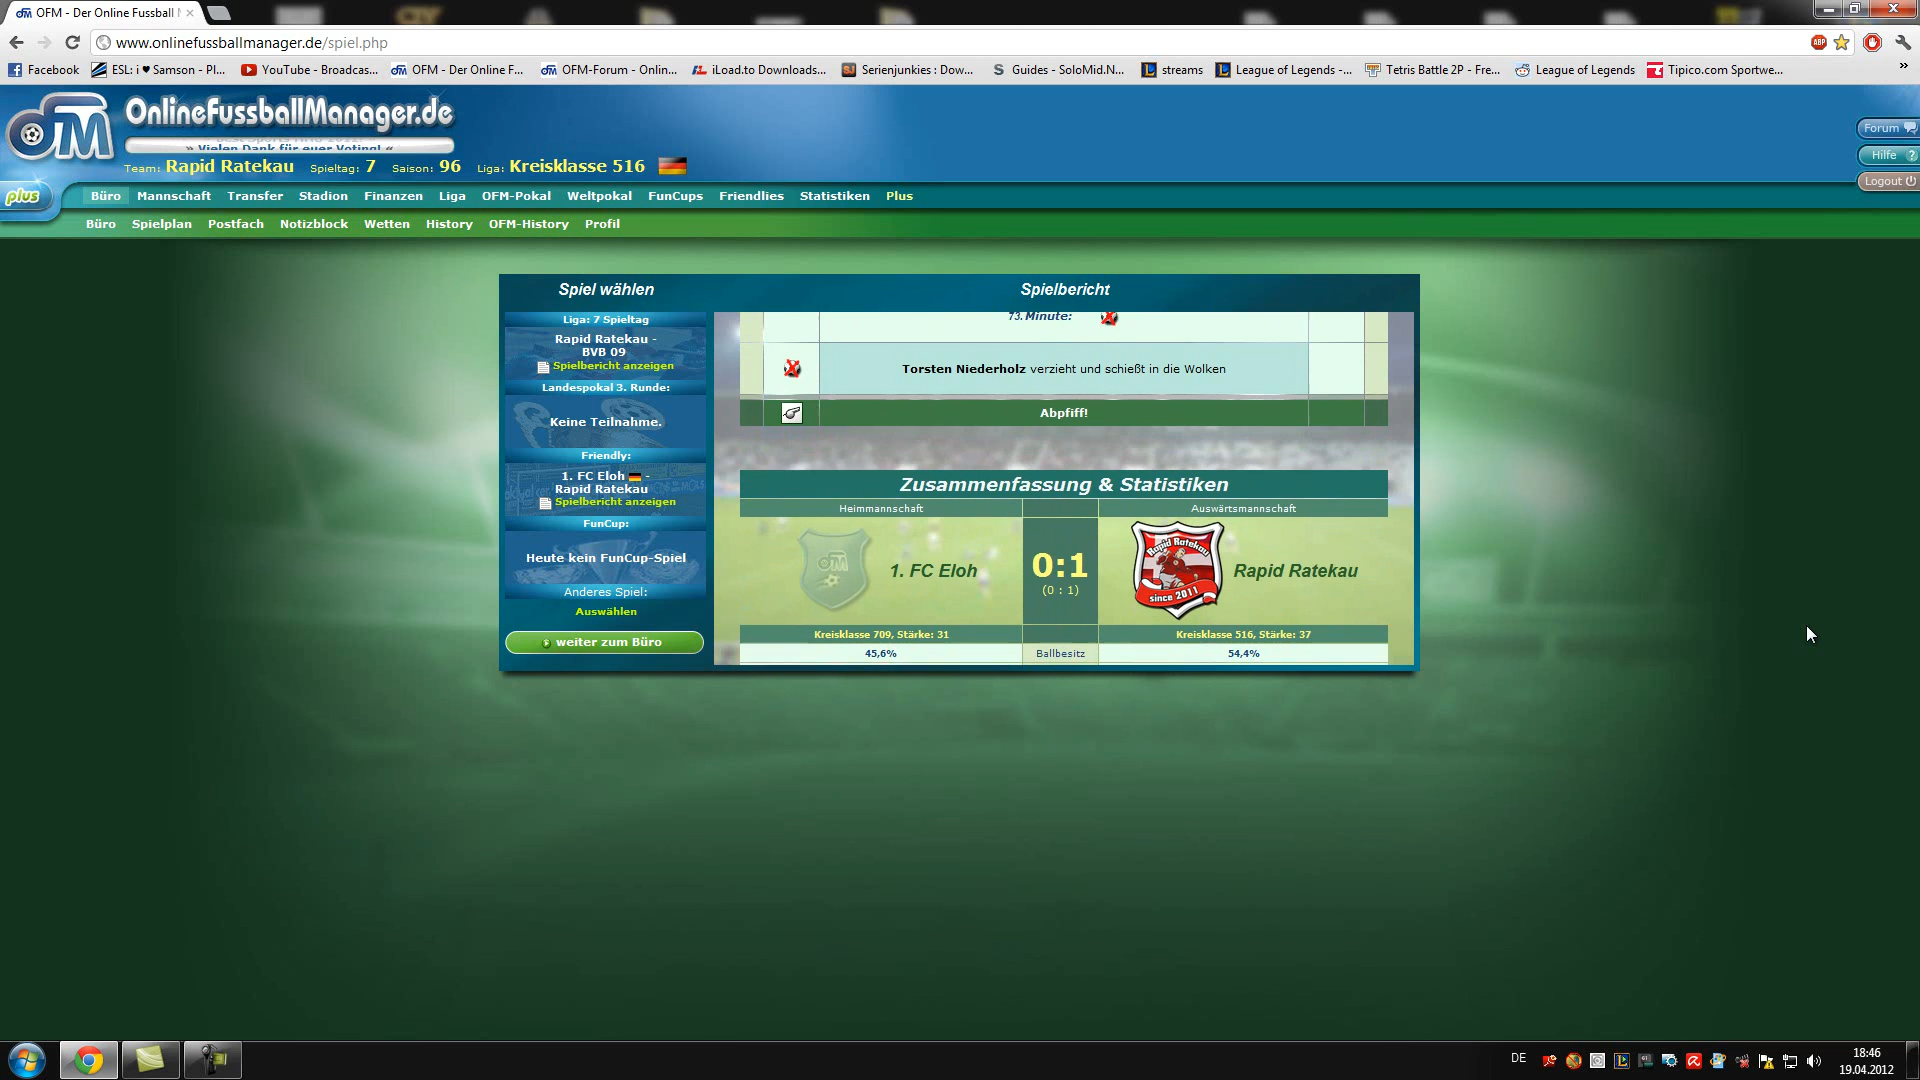 OFM - Der Online Fussball
www.onlinefussballmanager.de/spiel.php
ABP
Facebook
ESL: i ♥ Samson - Pl...
YouTube - Broadcas...
OFM - Der Online F...
OFM-Forum - Onlin...
iLoad.to Downloads...
Serienjunkies : Dow...
Guides - SoloMid.N...
streams
League of Legends -...
Tetris Battle 2P - Fre...
League of Legends
Tipico.com Sportwe...
»
OFM
OnlineFussballManager.de
» Vielen Dank für euer Voting! «
Team: Rapid Ratekau Spieltag: 7 Saison: 96 Liga: Kreisklasse 516
Forum
Hilfe ?
Logout
plus
Büro Mannschaft Transfer Stadion Finanzen Liga OFM-Pokal Weltpokal FunCups Friendlies Statistiken Plus
Büro Spielplan Postfach Notizblock Wetten History OFM-History Profil
Spiel wählen
Liga: 7 Spieltag
Rapid Ratekau -
BVB 09
Spielbericht anzeigen
Landespokal 3. Runde:
Keine Teilnahme.
Friendly:
1. FC Eloh -
Rapid Ratekau
Spielbericht anzeigen
FunCup:
Heute kein FunCup-Spiel
Anderes Spiel:
Auswählen
weiter zum Büro
Spielbericht
73.Minute:
Torsten Niederholz verzieht und schießt in die Wolken
Abpfiff!
Zusammenfassung & Statistiken
Heimmannschaft
Auswärtsmannschaft
OFM
1. FC Eloh
0:1
(0 : 1)
Rapid Ratekau
since 2011
Rapid Ratekau
Kreisklasse 709, Stärke: 31
Kreisklasse 516, Stärke: 37
45,6%
Ballbesitz
54,4%
DE
18:46
19.04.2012